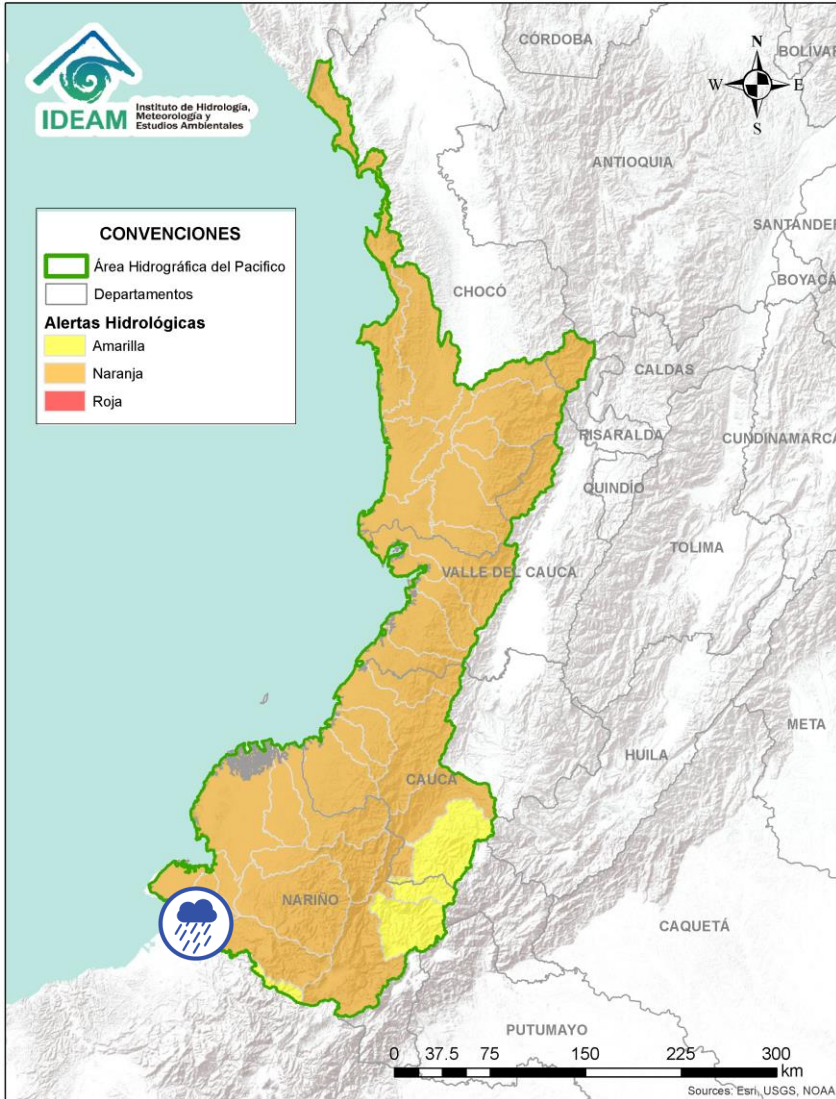 IDEAM
Instituto de Hidrología,
Meteorología y
Estudios Ambientales
N
W
E
S
CÓRDOBA
BOLÍVAR
ANTIOQUIA
SANTANDER
BOYACÁ
CHOCÓ
CALDAS
RISARALDA
CUNDINAMARCA
QUINDÍO
TOLIMA
VALLE DEL CAUCA
META
HUILA
CAUCA
NARIÑO
CAQUETÁ
PUTUMAYO
CONVENCIONES
Área Hidrográfica del Pacifico
Departamentos
Alertas Hidrológicas
Amarilla
Naranja
Roja
0 37.5 75 150 225 300
km
Sources: Esri, USGS, NOAA